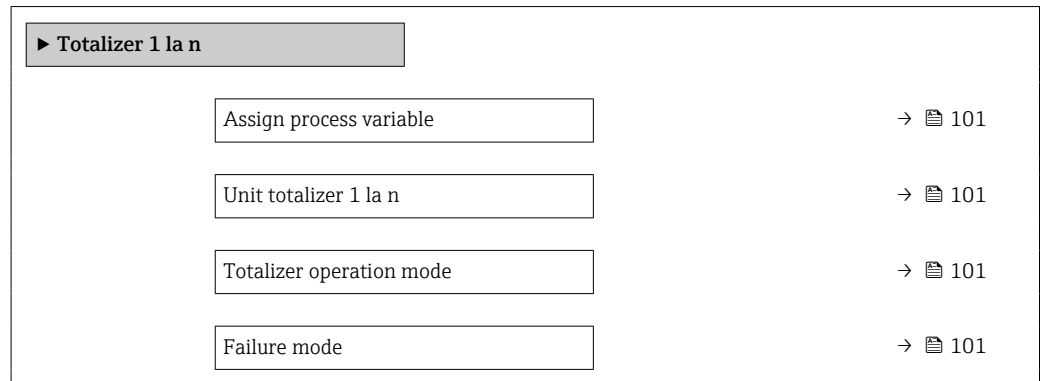 ▶ Totalizer 1 la n
Assign process variable → 🖹 101
Unit totalizer 1 la n → 🖹 101
Totalizer operation mode → 🖹 101
Failure mode → 🖹 101